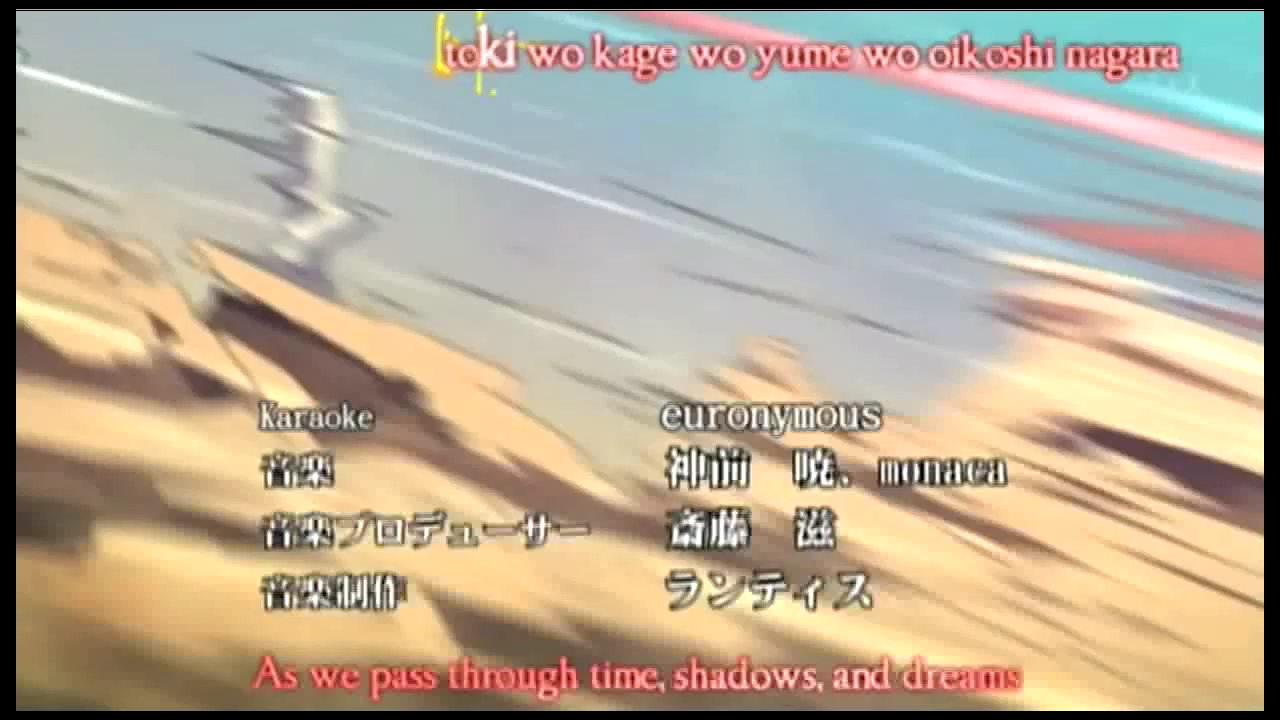 toki wo kage wo yume wo oikoshi nagara
Karaoke euronymous
音楽 神前 暁、monaca
音楽プロデューサー 斎藤 滋
音楽制作 ランティス
As we pass through time, shadows, and dreams